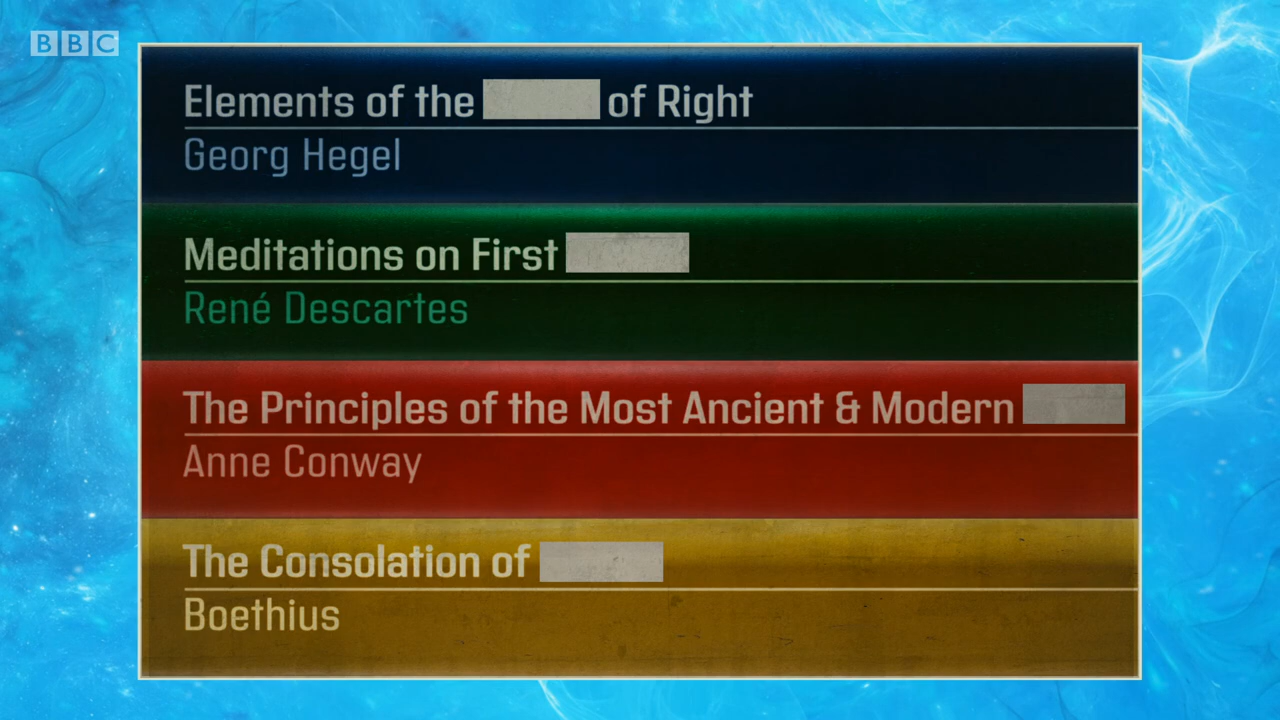 BBC
Elements of the of Right
Georg Hegel
Meditations on First
René Descartes
The Principles of the Most Ancient & Modern
Anne Conway
The Consolation of
Boethius